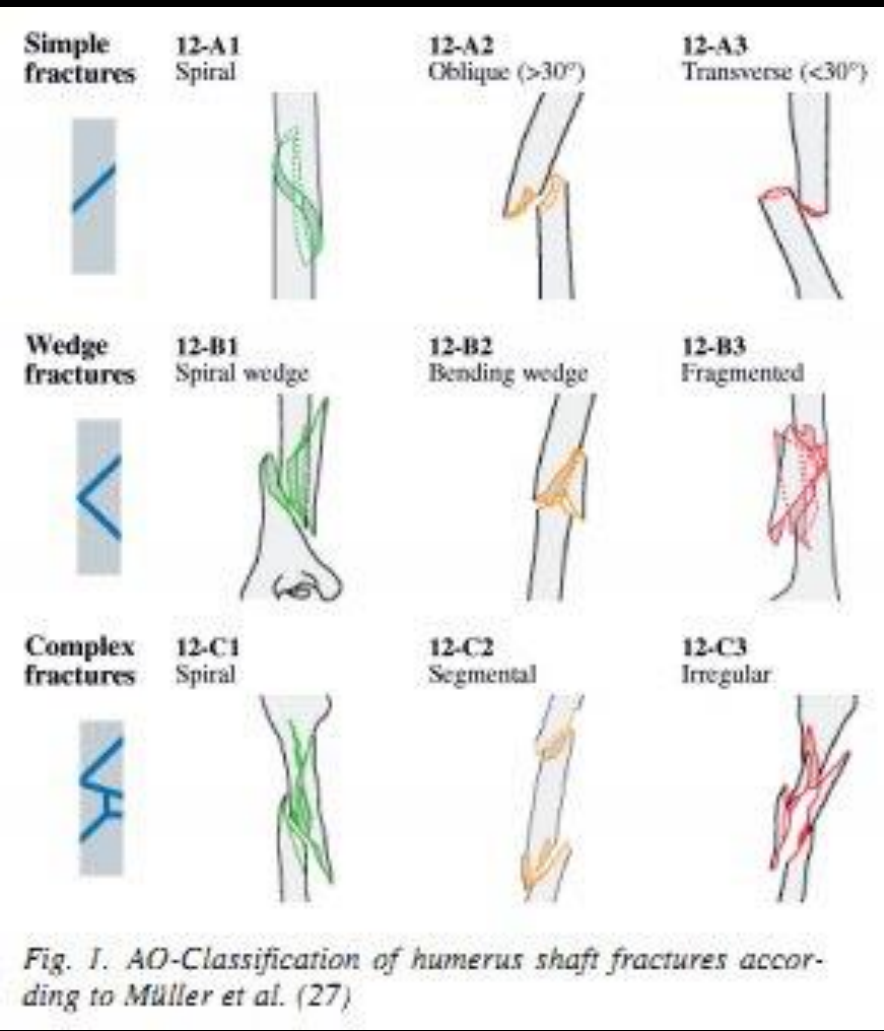 Simple fractures
12-A1
Spiral
12-A2
Oblique (>30°)
12-A3
Transverse (<30°)
Wedge fractures
12-B1
Spiral wedge
12-B2
Bending wedge
12-B3
Fragmented
Complex fractures
12-C1
Spiral
12-C2
Segmental
12-C3
Irregular
Fig. 1. AO-Classification of humerus shaft fractures accor-
ding to Müller et al. (27)